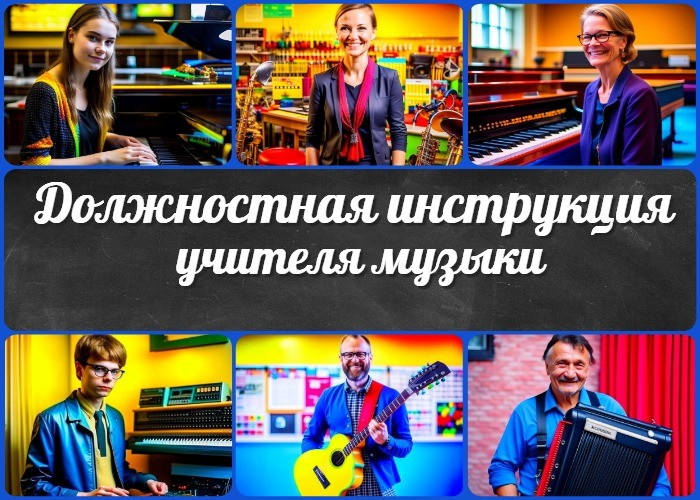 Должностная инструкция
учителя музыки